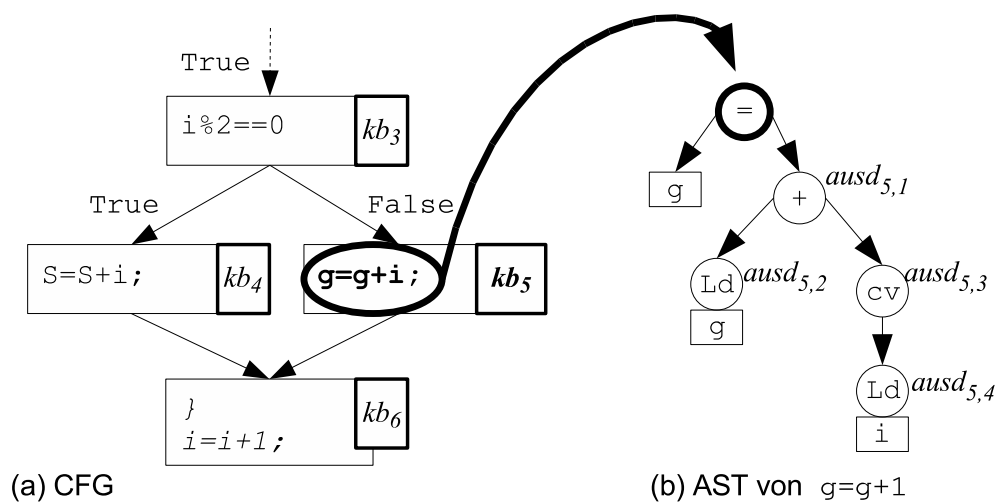 True
i%2==0
kb3
True
False
S=S+i;
kb4
g=g+i;
kb5
}
i=i+1;
kb6
(a) CFG
=
g
+
ausd5,1
Ld
g
ausd5,2
cv
ausd5,3
Ld
i
ausd5,4
(b) AST von g=g+1